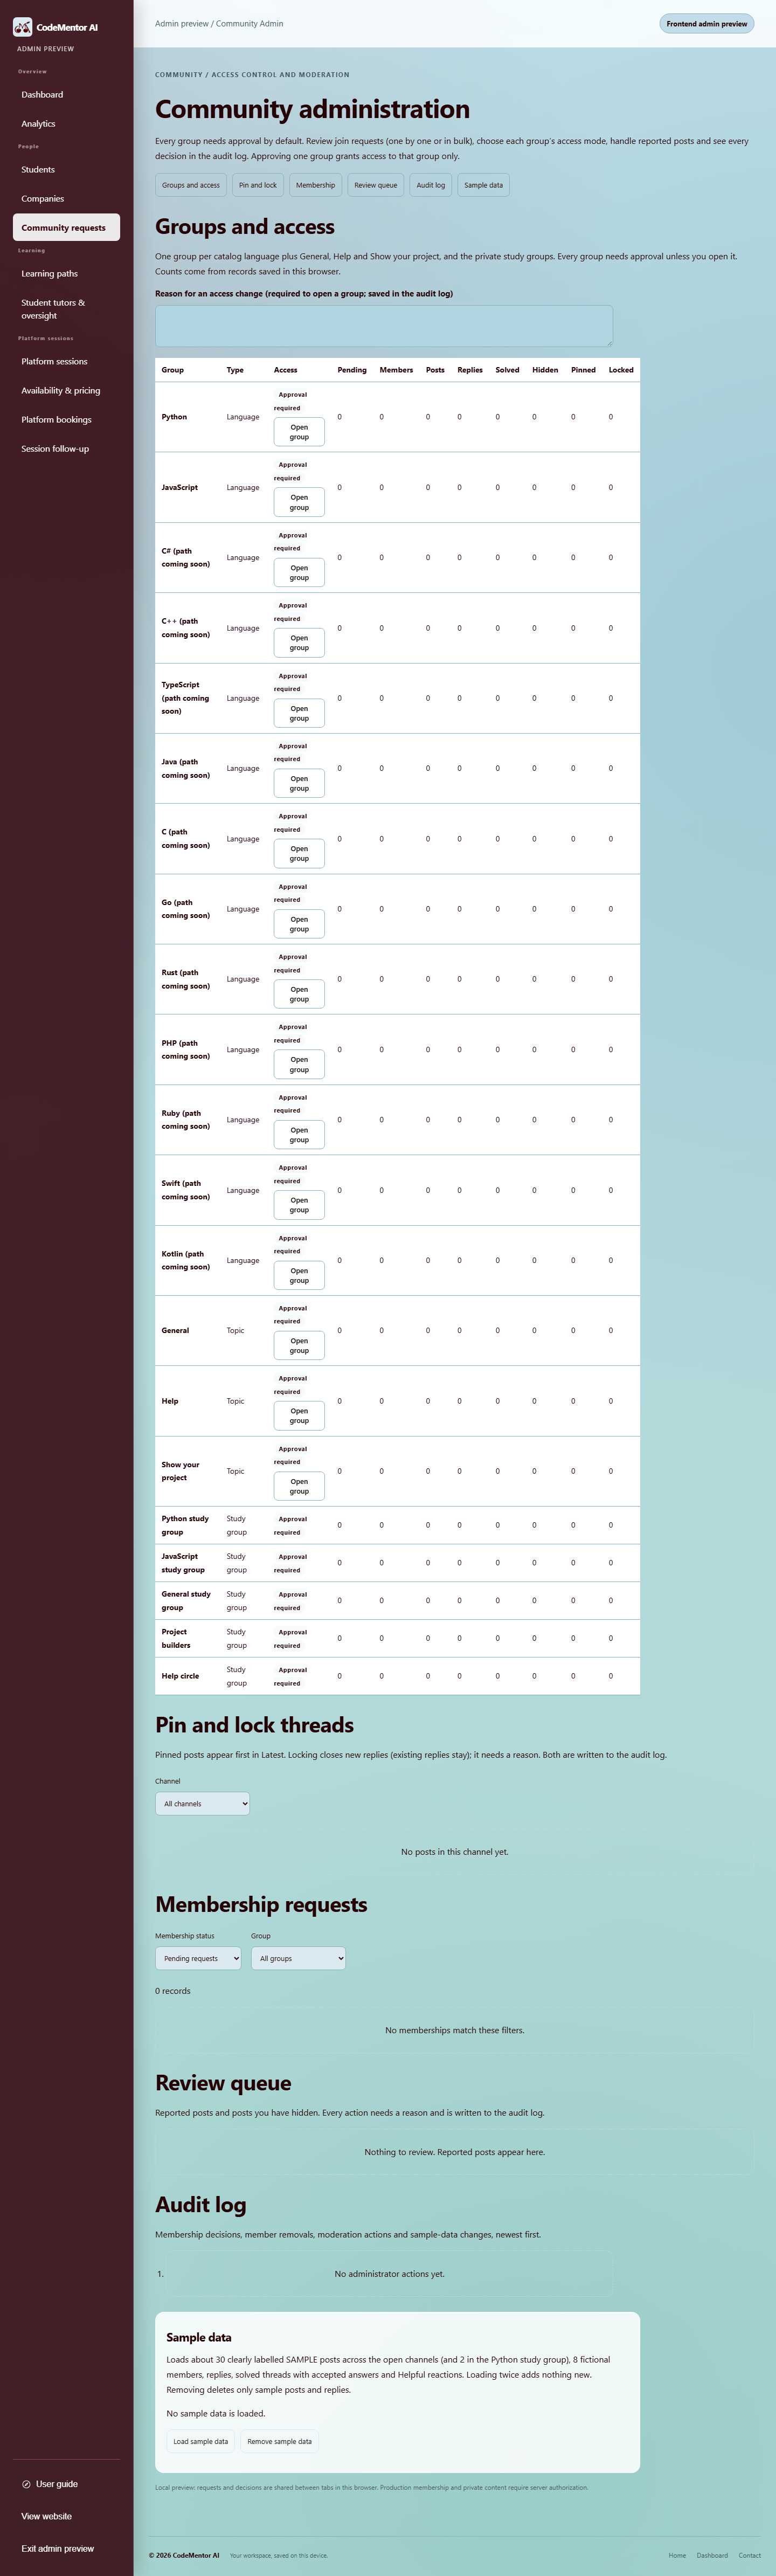 CodeMentor AI
ADMIN PREVIEW
Overview
Dashboard
Analytics
People
Students
Companies
Community requests
Learning
Learning paths
Student tutors &
oversight
Platform sessions
Platform sessions
Availability & pricing
Platform bookings
Session follow-up
User guide
View website
Exit admin preview
Admin preview / Community Admin
Frontend admin preview
COMMUNITY / ACCESS CONTROL AND MODERATION
Community administration
Every group needs approval by default. Review join requests (one by one or in bulk), choose each group's access mode, handle reported posts and see every
decision in the audit log. Approving one group grants access to that group only.
Groups and access Pin and lock Membership Review queue Audit log Sample data
Groups and access
One group per catalog language plus General, Help and Show your project, and the private study groups. Every group needs approval unless you open it.
Counts come from records saved in this browser.
Reason for an access change (required to open a group; saved in the audit log)
Group Type Access Pending Members Posts Replies Solved Hidden Pinned Locked
Python Language Approval required Open group 0 0 0 0 0 0 0 0
JavaScript Language Approval required Open group 0 0 0 0 0 0 0 0
C# (path coming soon) Language Approval required Open group 0 0 0 0 0 0 0 0
C++ (path coming soon) Language Approval required Open group 0 0 0 0 0 0 0 0
TypeScript (path coming soon) Language Approval required Open group 0 0 0 0 0 0 0 0
Java (path coming soon) Language Approval required Open group 0 0 0 0 0 0 0 0
C (path coming soon) Language Approval required Open group 0 0 0 0 0 0 0 0
Go (path coming soon) Language Approval required Open group 0 0 0 0 0 0 0 0
Rust (path coming soon) Language Approval required Open group 0 0 0 0 0 0 0 0
PHP (path coming soon) Language Approval required Open group 0 0 0 0 0 0 0 0
Ruby (path coming soon) Language Approval required Open group 0 0 0 0 0 0 0 0
Swift (path coming soon) Language Approval required Open group 0 0 0 0 0 0 0 0
Kotlin (path coming soon) Language Approval required Open group 0 0 0 0 0 0 0 0
General Topic Approval required Open group 0 0 0 0 0 0 0 0
Help Topic Approval required Open group 0 0 0 0 0 0 0 0
Show your project Topic Approval required Open group 0 0 0 0 0 0 0 0
Python study group Study group Approval required 0 0 0 0 0 0 0 0
JavaScript study group Study group Approval required 0 0 0 0 0 0 0 0
General study group Study group Approval required 0 0 0 0 0 0 0 0
Project builders Study group Approval required 0 0 0 0 0 0 0 0
Help circle Study group Approval required 0 0 0 0 0 0 0 0
Pin and lock threads
Pinned posts appear first in Latest. Locking closes new replies (existing replies stay); it needs a reason. Both are written to the audit log.
Channel
All channels
No posts in this channel yet.
Membership requests
Membership status Group
Pending requests All groups
0 records
No memberships match these filters.
Review queue
Reported posts and posts you have hidden. Every action needs a reason and is written to the audit log.
Nothing to review. Reported posts appear here.
Audit log
Membership decisions, member removals, moderation actions and sample-data changes, newest first.
1. No administrator actions yet.
Sample data
Loads about 30 clearly labelled SAMPLE posts across the open channels (and 2 in the Python study group), 8 fictional
members, replies, solved threads with accepted answers and Helpful reactions. Loading twice adds nothing new.
Removing deletes only sample posts and replies.
No sample data is loaded.
Load sample data Remove sample data
Local preview: requests and decisions are shared between tabs in this browser. Production membership and private content require server authorization.
© 2026 CodeMentor AI Your workspace, saved on this device. Home Dashboard Contact